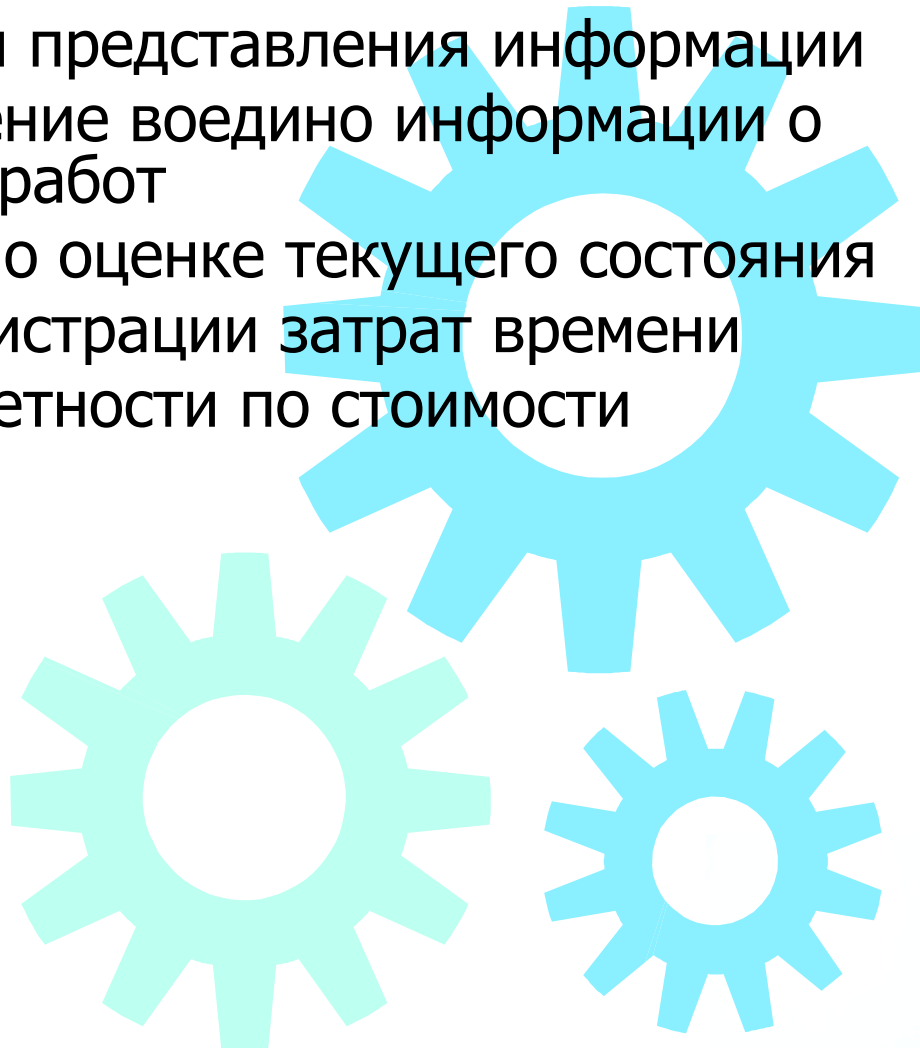 представления информации
ение воедино информации о
работ
о оценке текущего состояния
истрации затрат времени
етности по стоимости